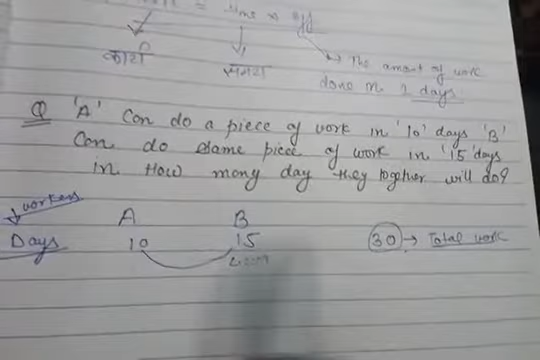 = Time × eff
कार्य
समय
→ The amount of work
done in 1 days
Q 'A' Can do a piece of work in '10' days 'B'
Can do same piece of work in '15' days
in How many day they together will do?
workers
A B
Days 10 15 30 → Total work